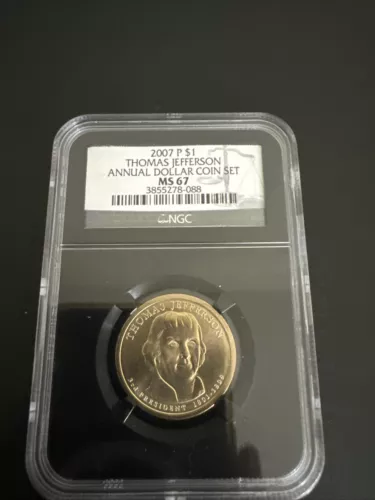 2007 P $1
THOMAS JEFFERSON
ANNUAL DOLLAR COIN SET
MS 67
3855278-088
NGC
THOMAS JEFFERSON
3rd PRESIDENT 1801-1809